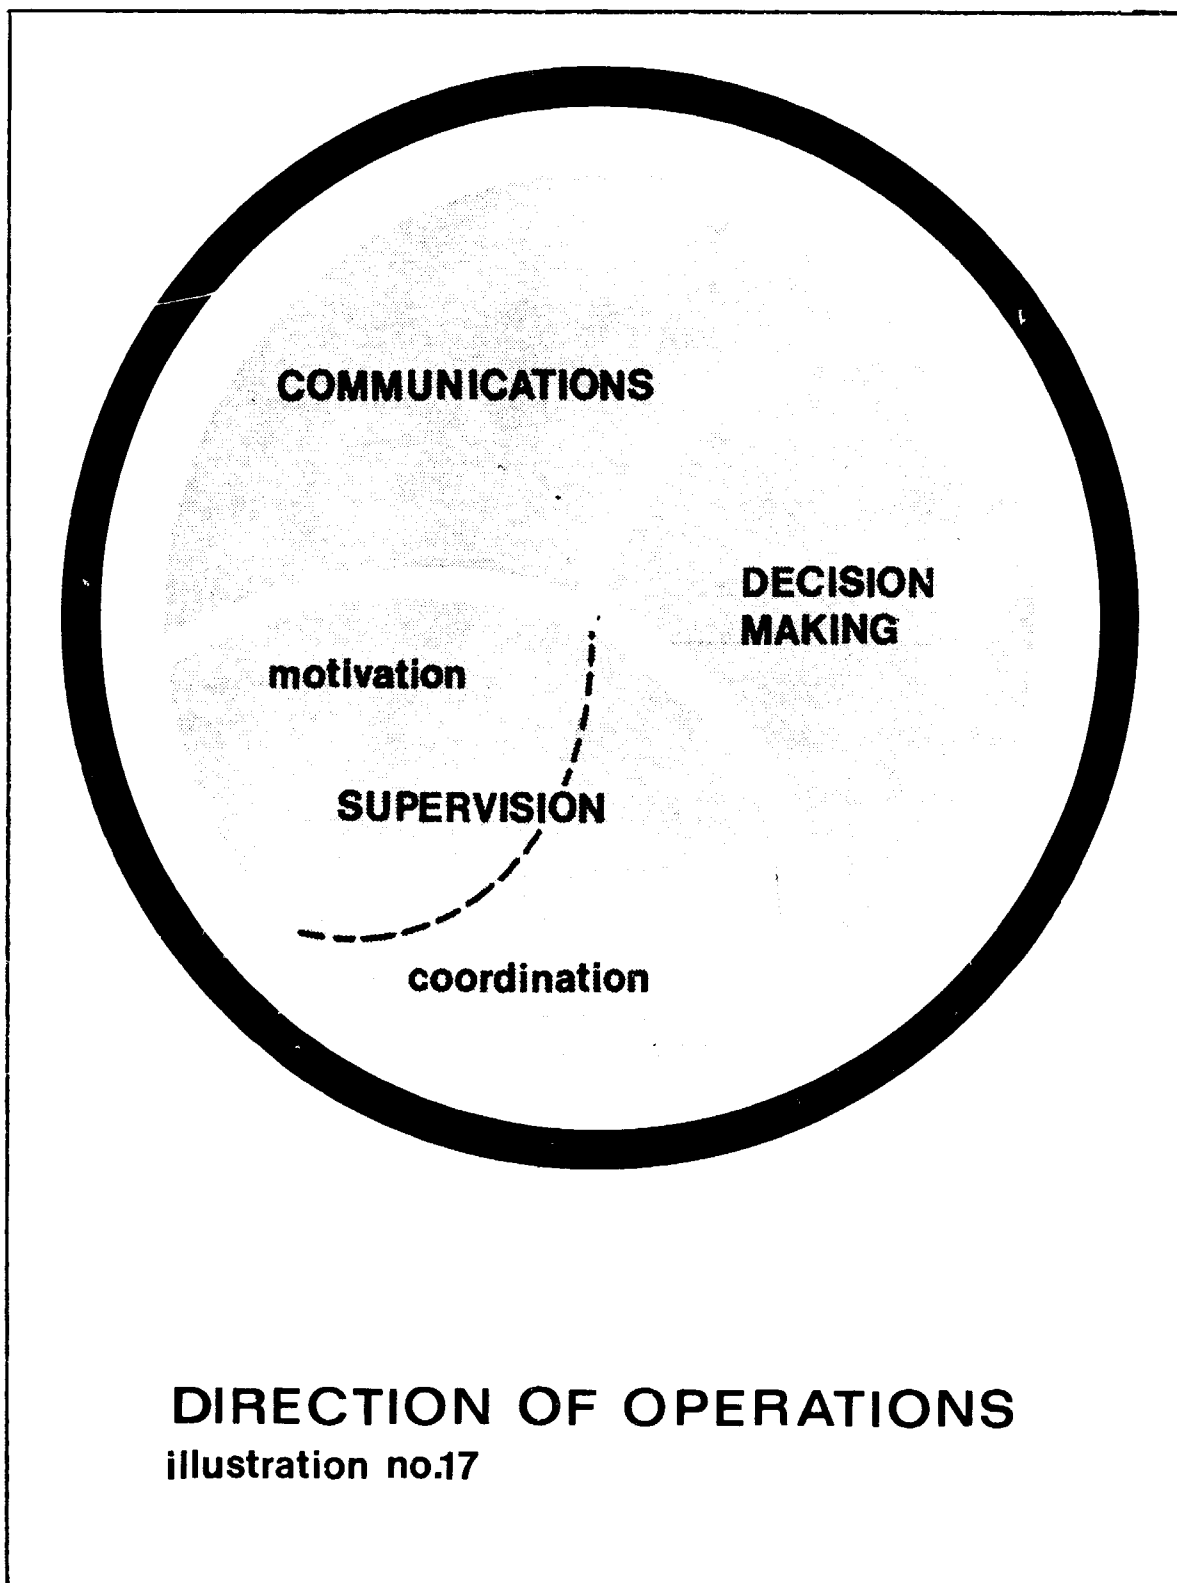 COMMUNICATIONS
DECISION
MAKING
motivation
SUPERVISION
coordination
DIRECTION OF OPERATIONS
illustration no.17